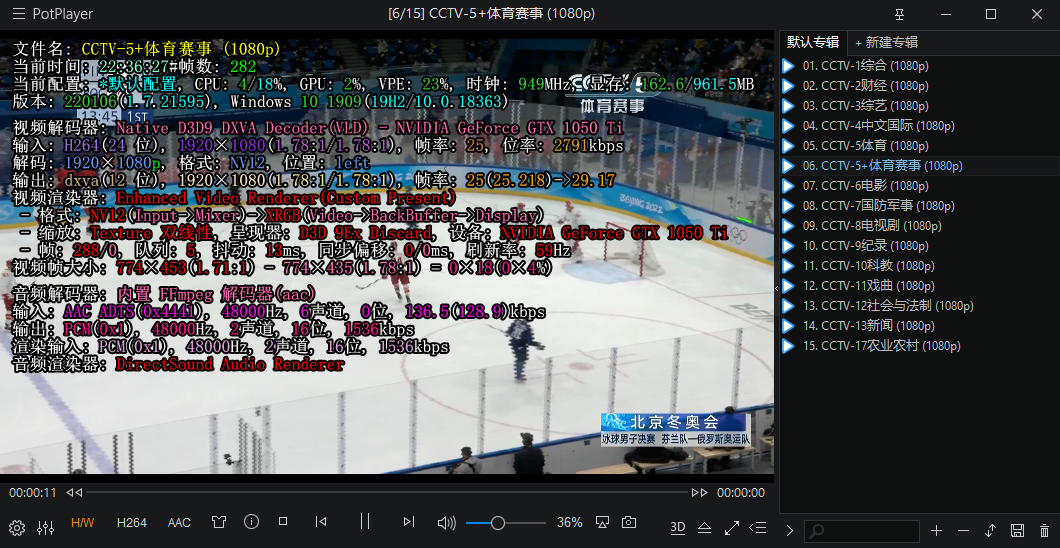 PotPlayer
[6/15] CCTV-5+体育赛事 (1080p)
文件名: CCTV-5+体育赛事 (1080p)
当前时间: 22:36:27#帧数: 282
当前配置: *默认配置, CPU: 4/18%, GPU: 2%, VPE: 23%, 时钟: 949MHz, 显存: 162.6/961.5MB
版本: 220106(1.7.21595), Windows 10 1909(19H2/10.0.18363)
体育赛事
13:45 1ST
视频解码器: Native D3D9 DXVA Decoder(VLD) - NVIDIA GeForce GTX 1050 Ti
输入: H264(24 位), 1920×1080(1.78:1/1.78:1), 帧率: 25, 位率: 2791kbps
解码: 1920×1080p, 格式: NV12, 位置: left
输出: dxva(12 位), 1920×1080(1.78:1/1.78:1), 帧率: 25(25.218)->29.17
视频渲染器: Enhanced Video Renderer(Custom Present)
- 格式: NV12(Input->Mixer)->XRGB(Video->BackBuffer->Display)
- 缩放: Texture 双线性, 呈现器: D3D 9Ex Discard, 设备: NVIDIA GeForce GTX 1050 Ti
- 帧: 288/0, 队列: 5, 抖动: 13ms, 同步偏移: 0/0ms, 刷新率: 59Hz
视频帧大小: 774×453(1.71:1) - 774×435(1.78:1) = 0×18(0×4%)
音频解码器: 内置 FFmpeg 解码器(aac)
输入: AAC ADTS(0x4441), 48000Hz, 6声道, 0位, 136.5(128.9)kbps
输出: PCM(0x1), 48000Hz, 2声道, 16位, 1536kbps
渲染输入: PCM(0x1), 48000Hz, 2声道, 16位, 1536kbps
音频渲染器: DirectSound Audio Renderer
BEIJING 2022
北京冬奥会
冰球男子决赛 芬兰队—俄罗斯奥运队
00:00:11
00:00:00
H/W
H264
AAC
36%
3D
默认专辑
+ 新建专辑
01. CCTV-1综合 (1080p)
02. CCTV-2财经 (1080p)
03. CCTV-3综艺 (1080p)
04. CCTV-4中文国际 (1080p)
05. CCTV-5体育 (1080p)
06. CCTV-5+体育赛事 (1080p)
07. CCTV-6电影 (1080p)
08. CCTV-7国防军事 (1080p)
09. CCTV-8电视剧 (1080p)
10. CCTV-9纪录 (1080p)
11. CCTV-10科教 (1080p)
12. CCTV-11戏曲 (1080p)
13. CCTV-12社会与法制 (1080p)
14. CCTV-13新闻 (1080p)
15. CCTV-17农业农村 (1080p)